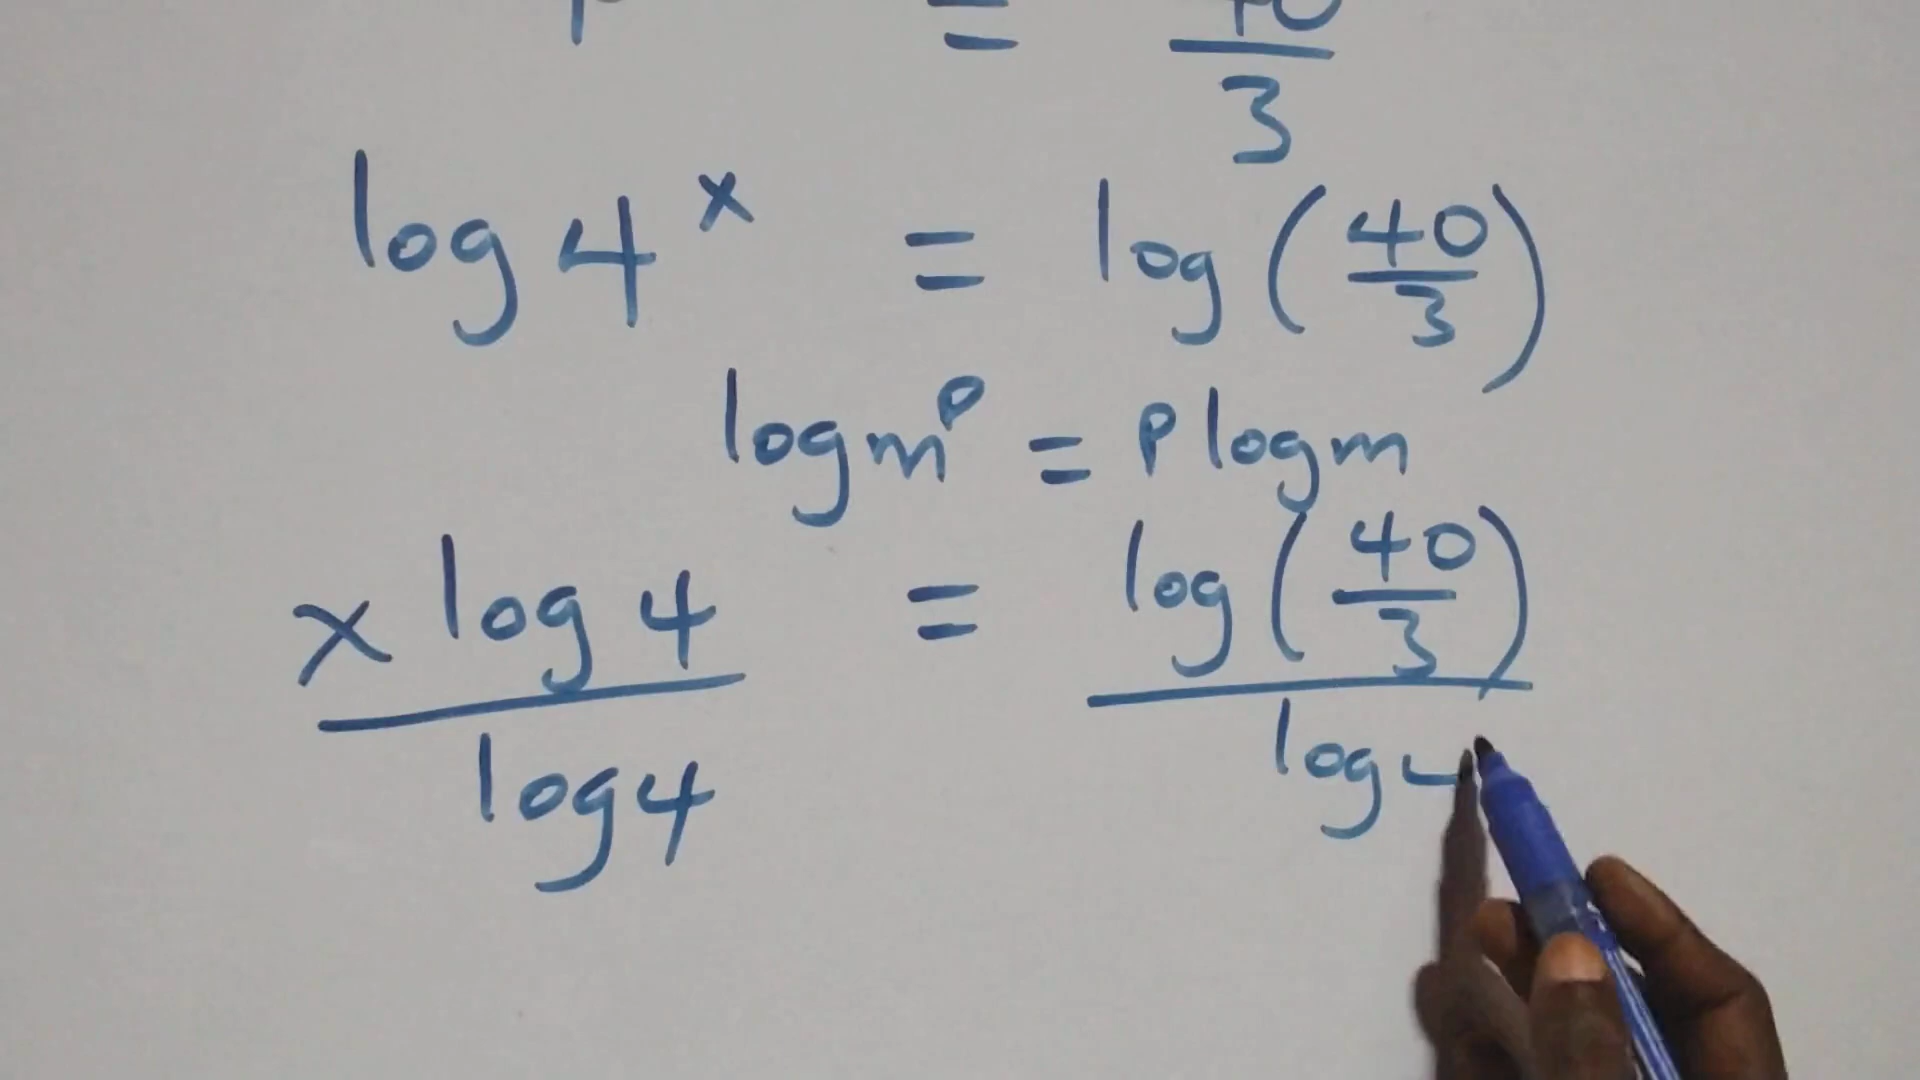 = 40/3
log 4^x = log(40/3)
log m^p = p log m
x log 4 / log 4 = log(40/3) / log 4